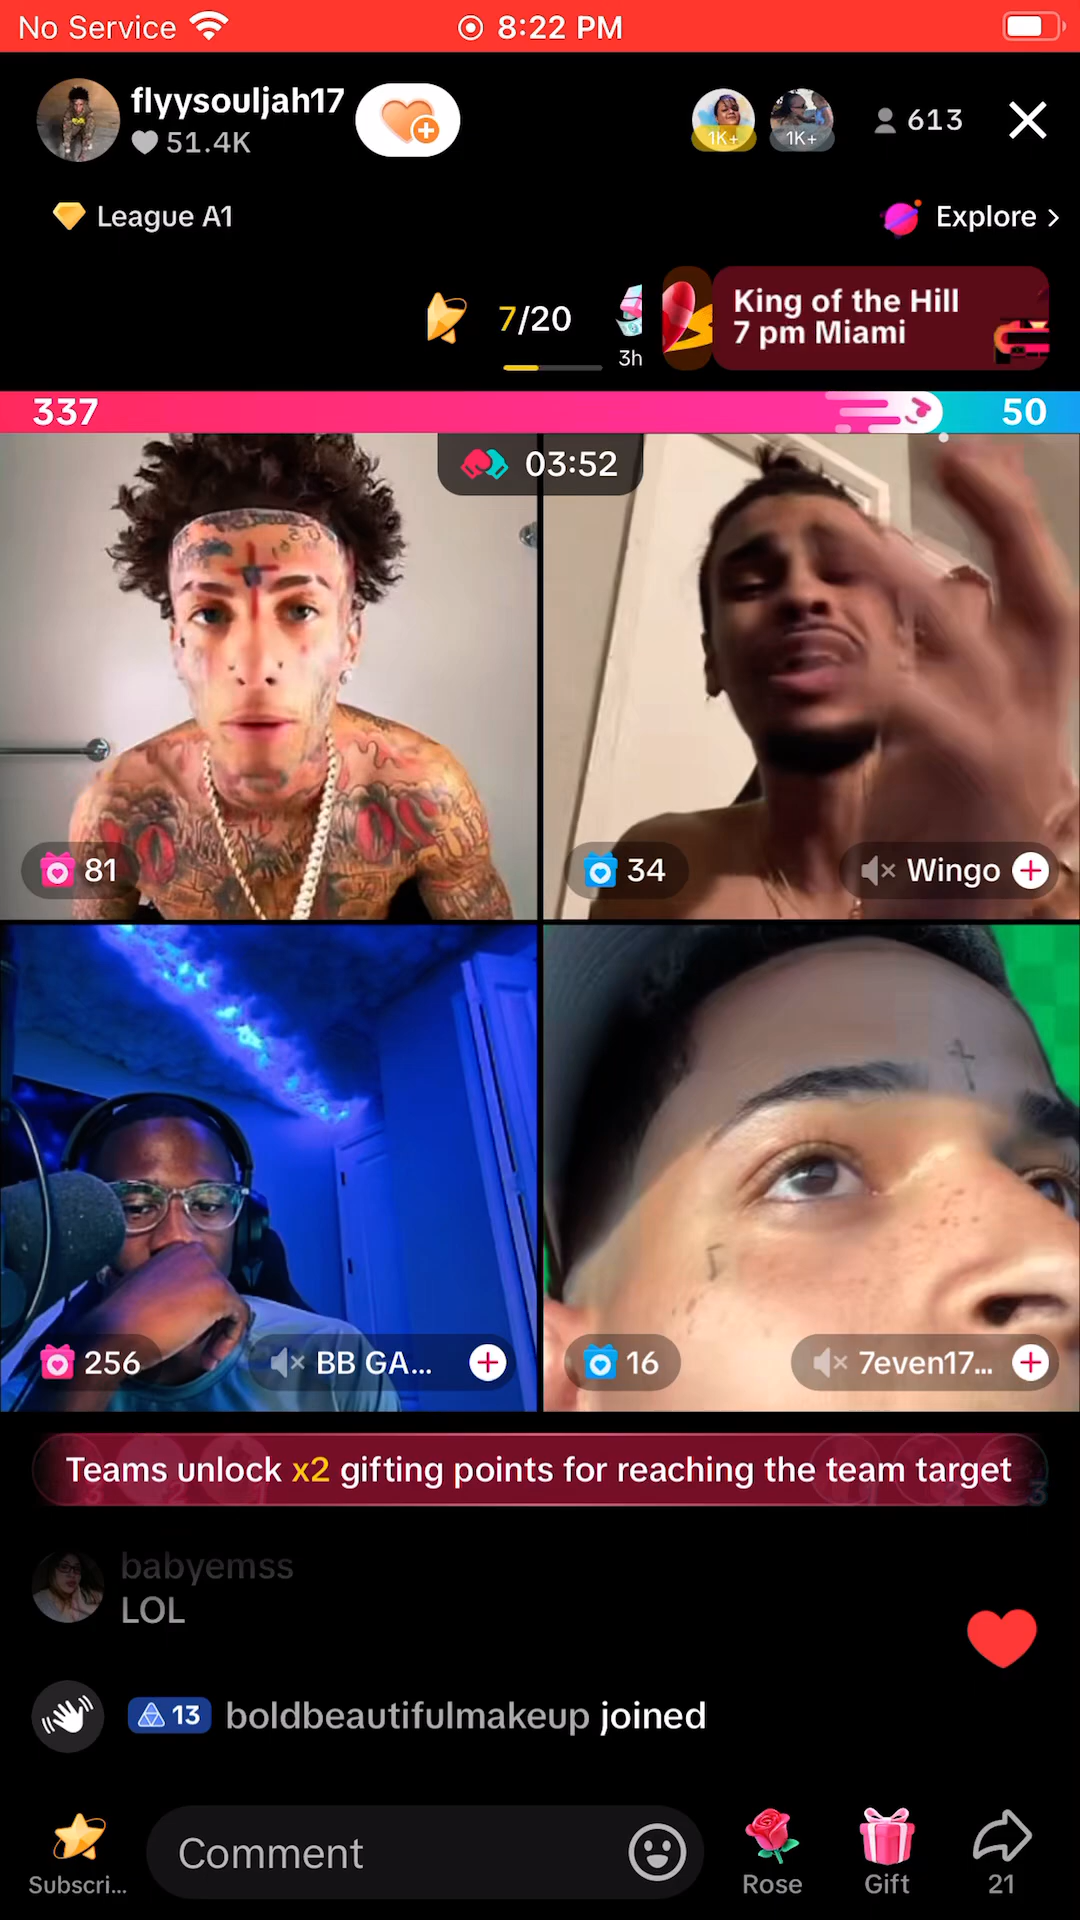 No Service 8:22 PM
flyysouljah17
51.4K
1K+ 1K+ 613
League A1
Explore
7/20
3h
King of the Hill
7 pm Miami
337 50
03:52
81
34 Wingo
256 BB GA...
16 7even17...
Teams unlock x2 gifting points for reaching the team target
babyemss
LOL
13 boldbeautifulmakeup joined
Subscri...
Comment
Rose
Gift
21